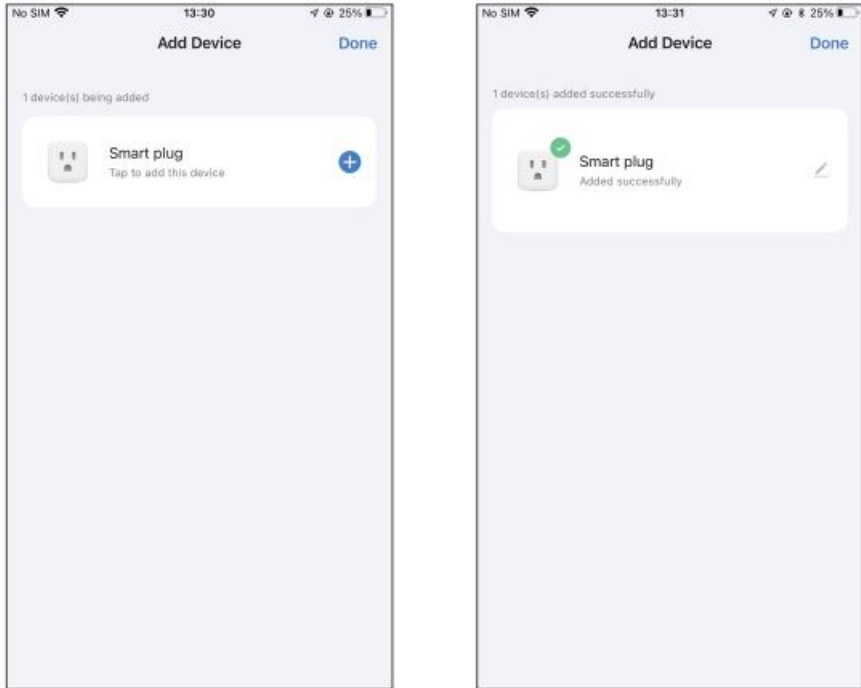 No SIM 13:30 25%
Add Device Done
1 device(s) being added
Smart plug
Tap to add this device
No SIM 13:31 25%
Add Device Done
1 device(s) added successfully
Smart plug
Added successfully